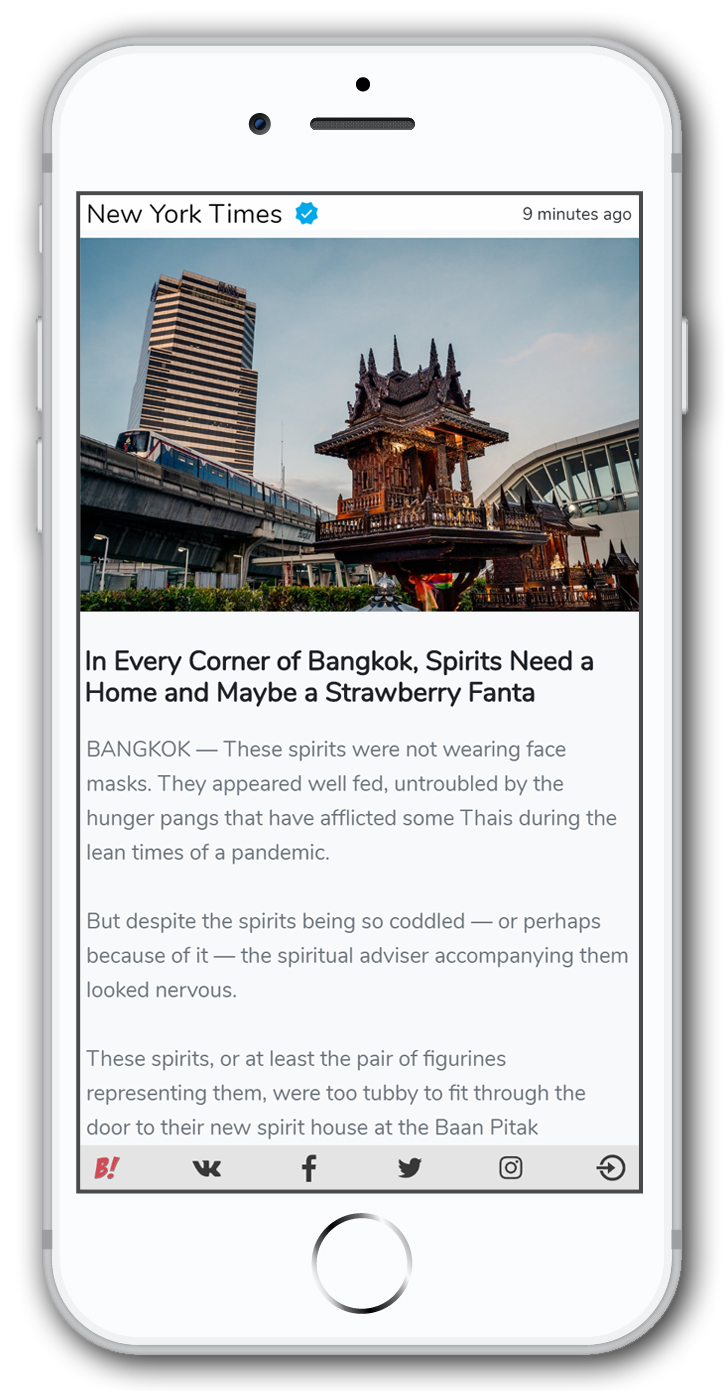 New York Times
9 minutes ago
In Every Corner of Bangkok, Spirits Need a
Home and Maybe a Strawberry Fanta
BANGKOK — These spirits were not wearing face
masks. They appeared well fed, untroubled by the
hunger pangs that have afflicted some Thais during the
lean times of a pandemic.
But despite the spirits being so coddled — or perhaps
because of it — the spiritual adviser accompanying them
looked nervous.
These spirits, or at least the pair of figurines
representing them, were too tubby to fit through the
door to their new spirit house at the Baan Pitak
B!